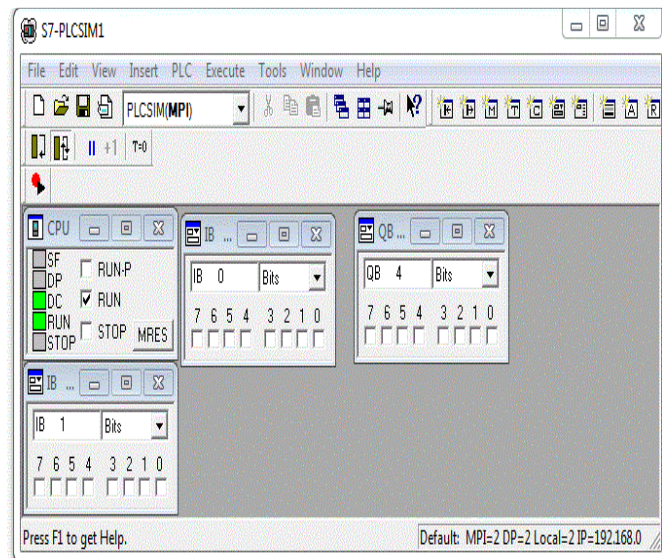 S7-PLCSIM1
File Edit View Insert PLC Execute Tools Window Help
PLCSIM(MPI)
+1 T=0
CPU
SF
DP
DC
RUN
STOP
RUN-P
RUN
STOP
MRES
IB ...
IB 0 Bits
7 6 5 4 3 2 1 0
QB ...
QB 4 Bits
7 6 5 4 3 2 1 0
IB ...
IB 1 Bits
7 6 5 4 3 2 1 0
Press F1 to get Help.
Default: MPI=2 DP=2 Local=2 IP=192.168.0